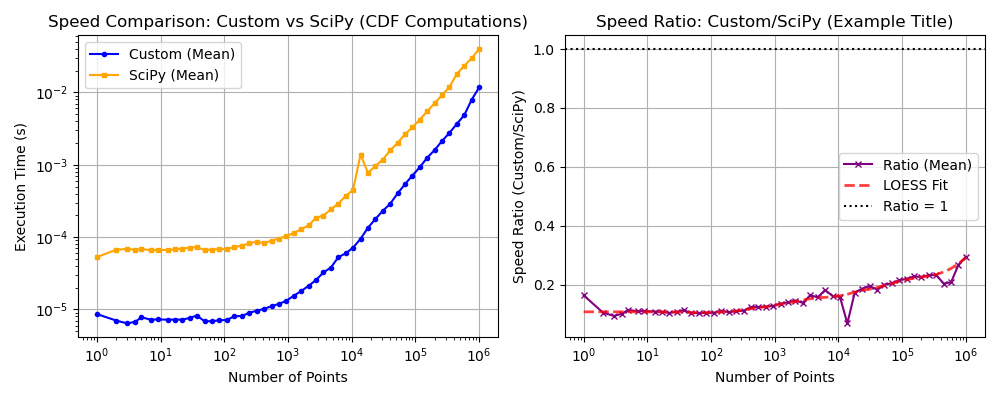 Speed Comparison: Custom vs SciPy (CDF Computations)
Custom (Mean)
SciPy (Mean)
Execution Time (s)
10⁻²
10⁻³
10⁻⁴
10⁻⁵
10⁰ 10¹ 10² 10³ 10⁴ 10⁵ 10⁶
Number of Points
Speed Ratio: Custom/SciPy (Example Title)
Speed Ratio (Custom/SciPy)
1.0
0.8
0.6
0.4
0.2
Ratio (Mean)
LOESS Fit
Ratio = 1
10⁰ 10¹ 10² 10³ 10⁴ 10⁵ 10⁶
Number of Points